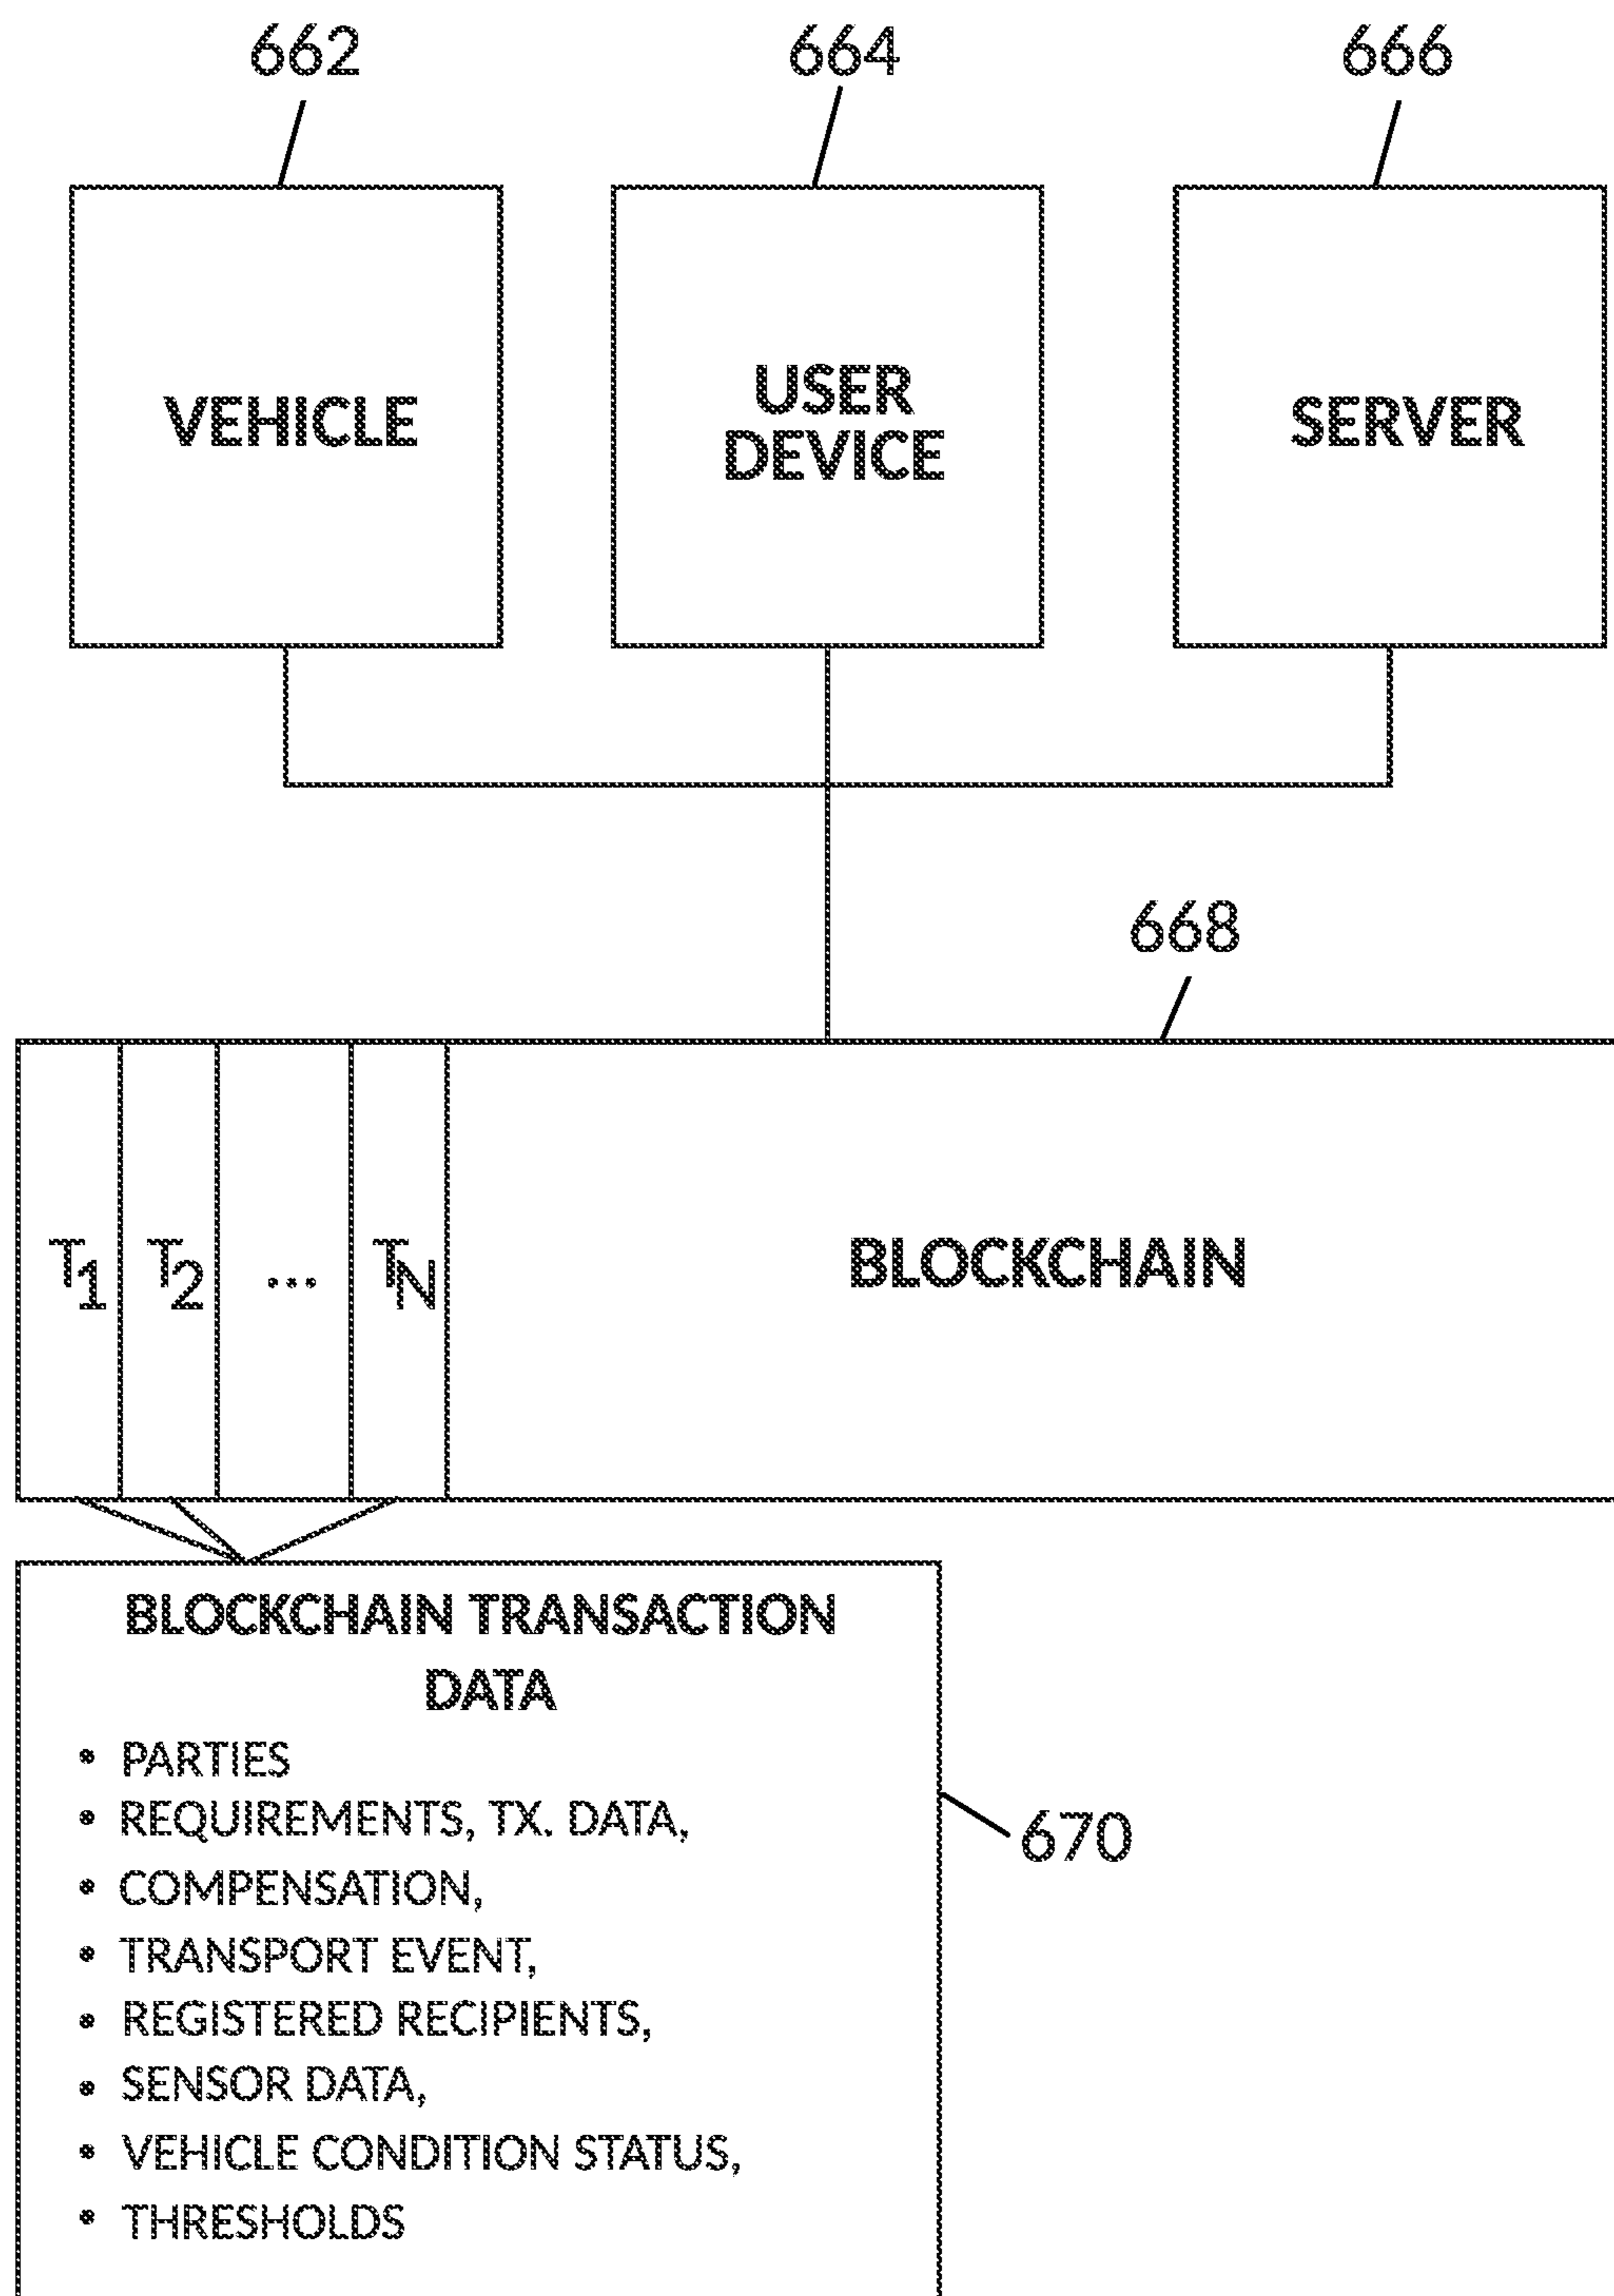 662 664 666
VEHICLE
USER
DEVICE
SERVER
668
T1 T2 ... TN BLOCKCHAIN
BLOCKCHAIN TRANSACTION
DATA
• PARTIES
• REQUIREMENTS, TX. DATA,
• COMPENSATION,
• TRANSPORT EVENT,
• REGISTERED RECIPIENTS,
• SENSOR DATA,
• VEHICLE CONDITION STATUS,
• THRESHOLDS
670